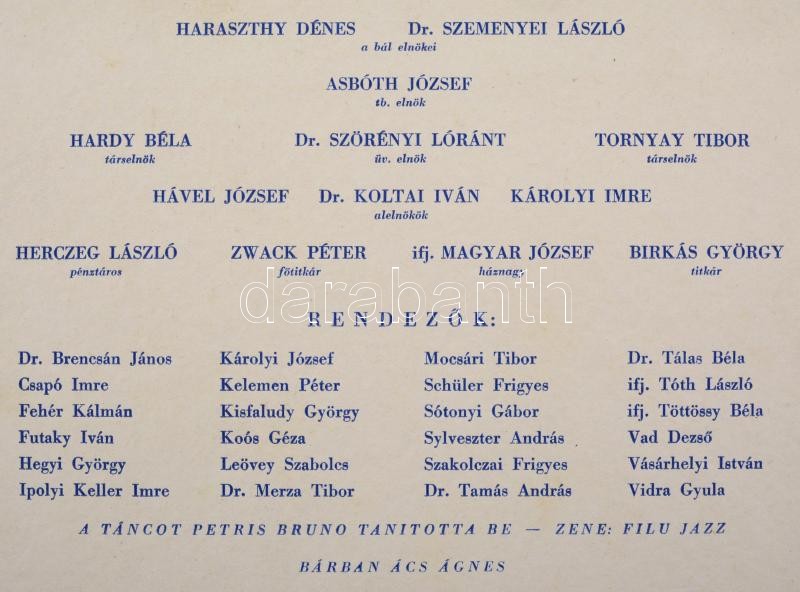 HARASZTHY DÉNES Dr. SZEMENYEI LÁSZLÓ
a bál elnökei
ASBÓTH JÓZSEF
tb. elnök
HARDY BÉLA Dr. SZÖRÉNYI LÓRÁNT TORNYAY TIBOR
társelnök üv. elnök társelnök
HÁVEL JÓZSEF Dr. KOLTAI IVÁN KÁROLYI IMRE
alelnökök
HERCZEG LÁSZLÓ ZWACK PÉTER ifj. MAGYAR JÓZSEF BIRKÁS GYÖRGY
pénztáros főtitkár háznagy titkár
darabanth
RENDEZŐK:
Dr. Brencsán János Károlyi József Mocsári Tibor Dr. Tálas Béla
Csapó Imre Kelemen Péter Schüler Frigyes ifj. Tóth László
Fehér Kálmán Kisfaludy György Sótonyi Gábor ifj. Töttössy Béla
Futaky Iván Koós Géza Sylveszter András Vad Dezső
Hegyi György Leövey Szabolcs Szakolczai Frigyes Vásárhelyi István
Ipolyi Keller Imre Dr. Merza Tibor Dr. Tamás András Vidra Gyula
A TÁNCOT PETRIS BRUNO TANITOTTA BE — ZENE: FILU JAZZ
BÁRBAN ÁCS ÁGNES